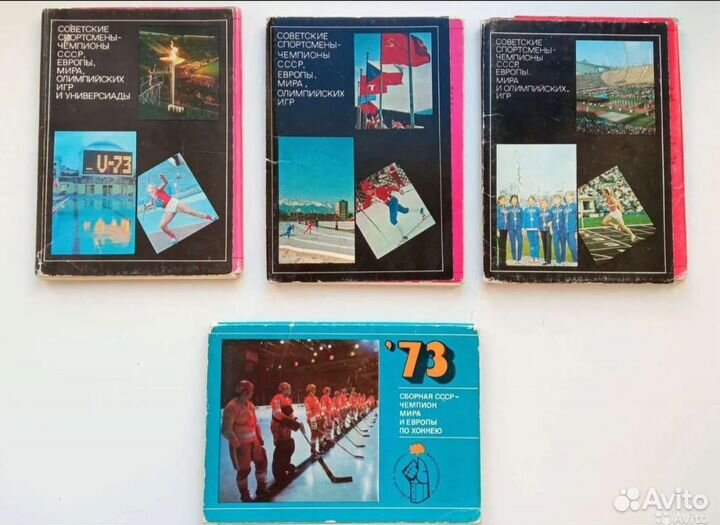 СОВЕТСКИЕ
СПОРТСМЕНЫ-
ЧЕМПИОНЫ
СССР,
ЕВРОПЫ,
МИРА,
ОЛИМПИЙСКИХ
ИГР
И УНИВЕРСИАДЫ
U-73
СОВЕТСКИЕ
СПОРТСМЕНЫ-
ЧЕМПИОНЫ
СССР,
ЕВРОПЫ,
МИРА,
ОЛИМПИЙСКИХ
ИГР
СОВЕТСКИЕ
СПОРТСМЕНЫ-
ЧЕМПИОНЫ
СССР,
ЕВРОПЫ,
МИРА
И ОЛИМПИЙСКИХ
ИГР
'73
СБОРНАЯ СССР-
ЧЕМПИОН
МИРА
И ЕВРОПЫ
ПО ХОККЕЮ
Avito
Avito